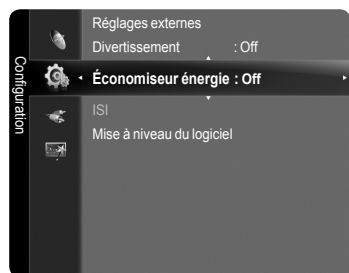 Configuration
Réglages externes
Divertissement : Off
Économiseur énergie : Off
ISI
Mise à niveau du logiciel